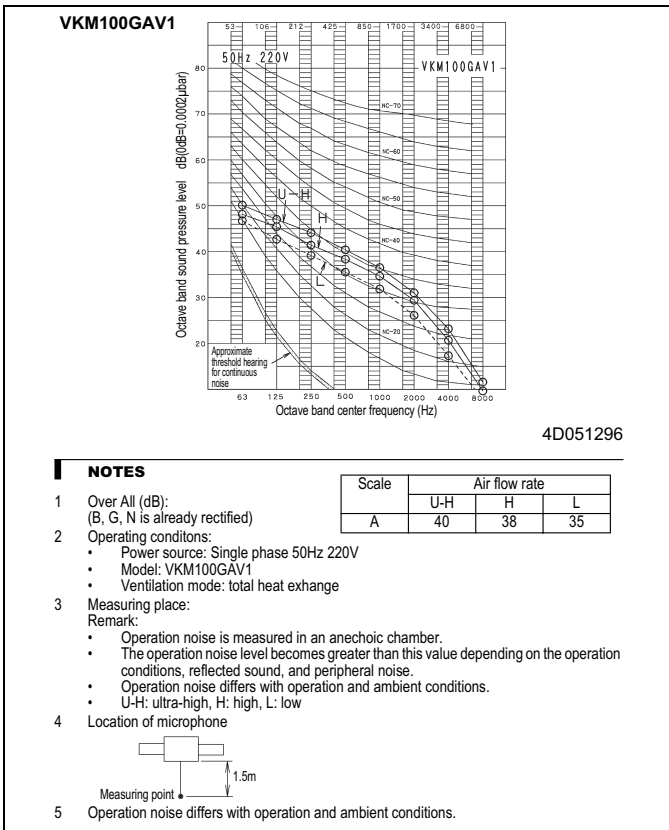 VKM100GAV1
53 106 212 425 850 1700 3400 6800
50Hz 220V
VKM100GAV1
Octave band sound pressure level dB(0dB=0.0002μbar)
80
70
60
50
40
30
20
NC-70
NC-60
NC-50
NC-40
NC-20
U-H
H
L
Approximate
threshold hearing
for continuous
noise
63 125 250 500 1000 2000 4000 8000
Octave band center frequency (Hz)
4D051296
NOTES
Scale Air flow rate
U-H H L
A 40 38 35
1 Over All (dB):
(B, G, N is already rectified)
2 Operating conditons:
• Power source: Single phase 50Hz 220V
• Model: VKM100GAV1
• Ventilation mode: total heat exhange
3 Measuring place:
Remark:
• Operation noise is measured in an anechoic chamber.
• The operation noise level becomes greater than this value depending on the operation
conditions, reflected sound, and peripheral noise.
• Operation noise differs with operation and ambient conditions.
• U-H: ultra-high, H: high, L: low
4 Location of microphone
1.5m
Measuring point
5 Operation noise differs with operation and ambient conditions.